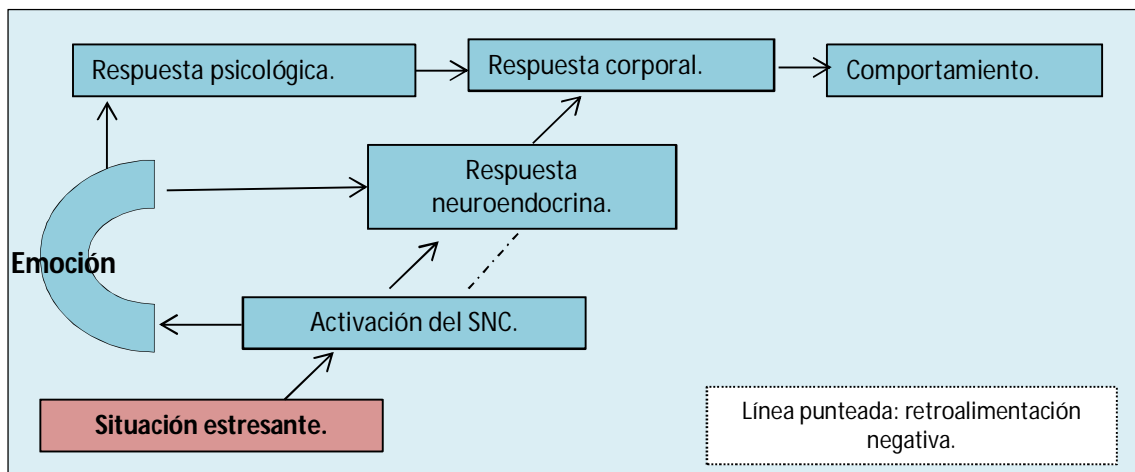 Respuesta psicológica.
Respuesta corporal.
Comportamiento.
Respuesta
neuroendocrina.
Emoción
Activación del SNC.
Situación estresante.
Línea punteada: retroalimentación
negativa.